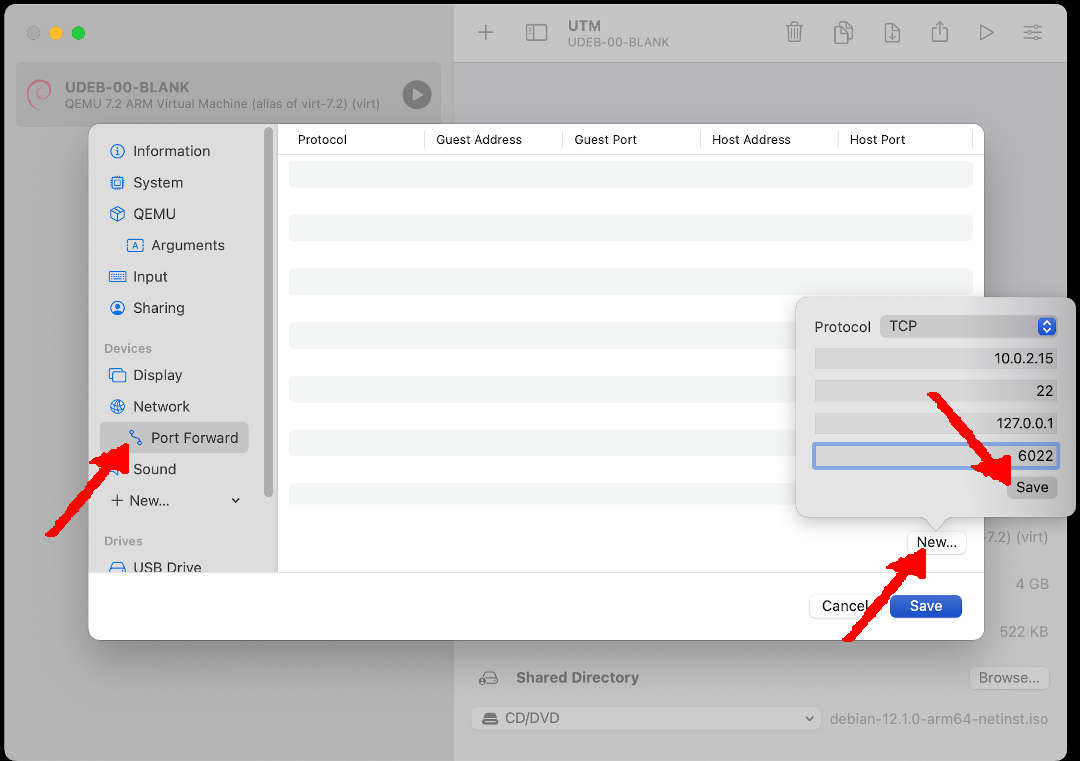 UTM
UDEB-00-BLANK
UDEB-00-BLANK
QEMU 7.2 ARM Virtual Machine (alias of virt-7.2) (virt)
Information
System
QEMU
A Arguments
Input
Sharing
Devices
Display
Network
Port Forward
Sound
+ New...
Drives
USB Drive
Protocol Guest Address Guest Port Host Address Host Port
Protocol TCP
10.0.2.15
22
127.0.0.1
6022
Save
New...
-7.2) (virt)
4 GB
Cancel Save
522 KB
Shared Directory Browse...
CD/DVD debian-12.1.0-arm64-netinst.iso